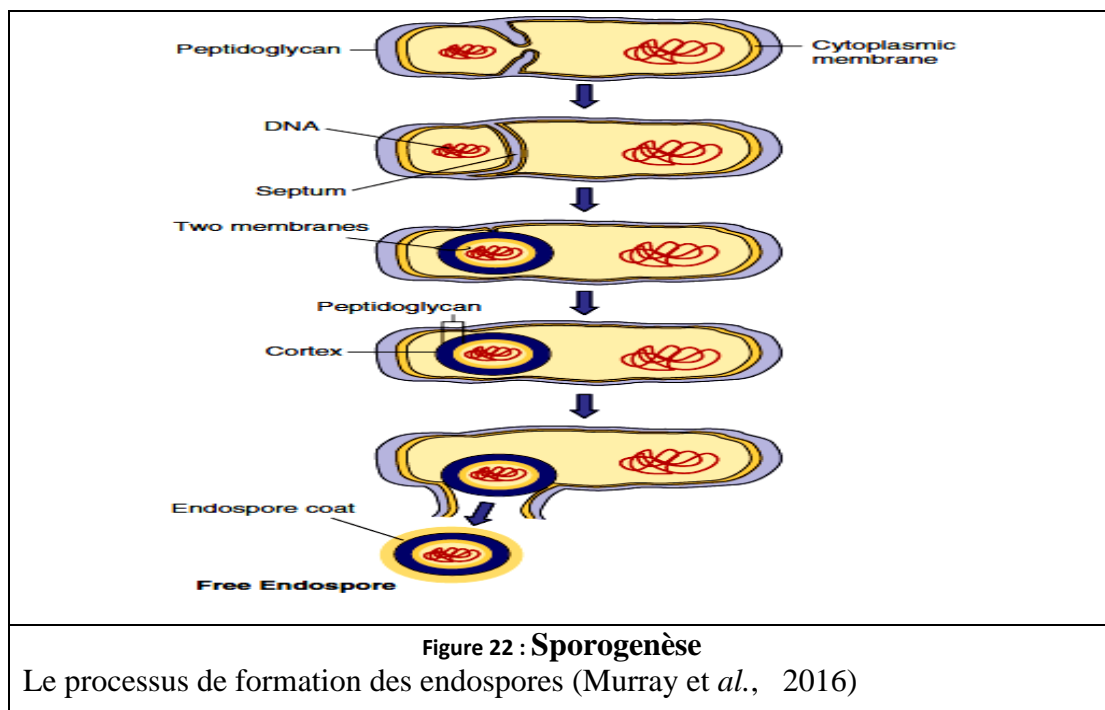 Peptidoglycan
Cytoplasmic
membrane
DNA
Septum
Two membranes
Peptidoglycan
Cortex
Endospore coat
Free Endospore
Figure 22 : Sporogenèse
Le processus de formation des endospores (Murray et al., 2016)